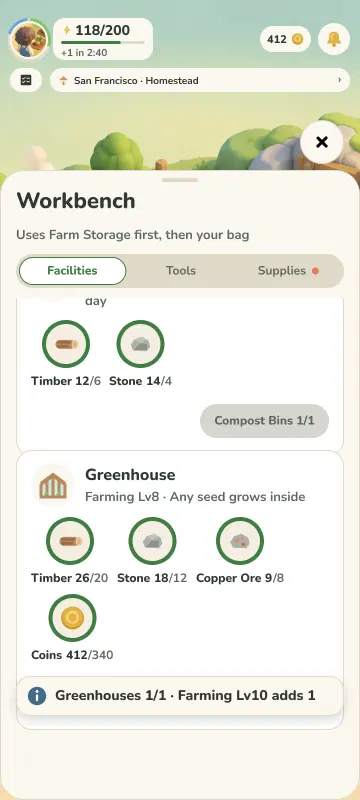 118/200
+1 in 2:40
412
San Francisco · Homestead
Workbench
Uses Farm Storage first, then your bag
Facilities
Tools
Supplies
day
Timber 12/6
Stone 14/4
Compost Bins 1/1
Greenhouse
Farming Lv8 · Any seed grows inside
Timber 26/20
Stone 18/12
Copper Ore 9/8
Coins 412/340
Greenhouses 1/1 · Farming Lv10 adds 1